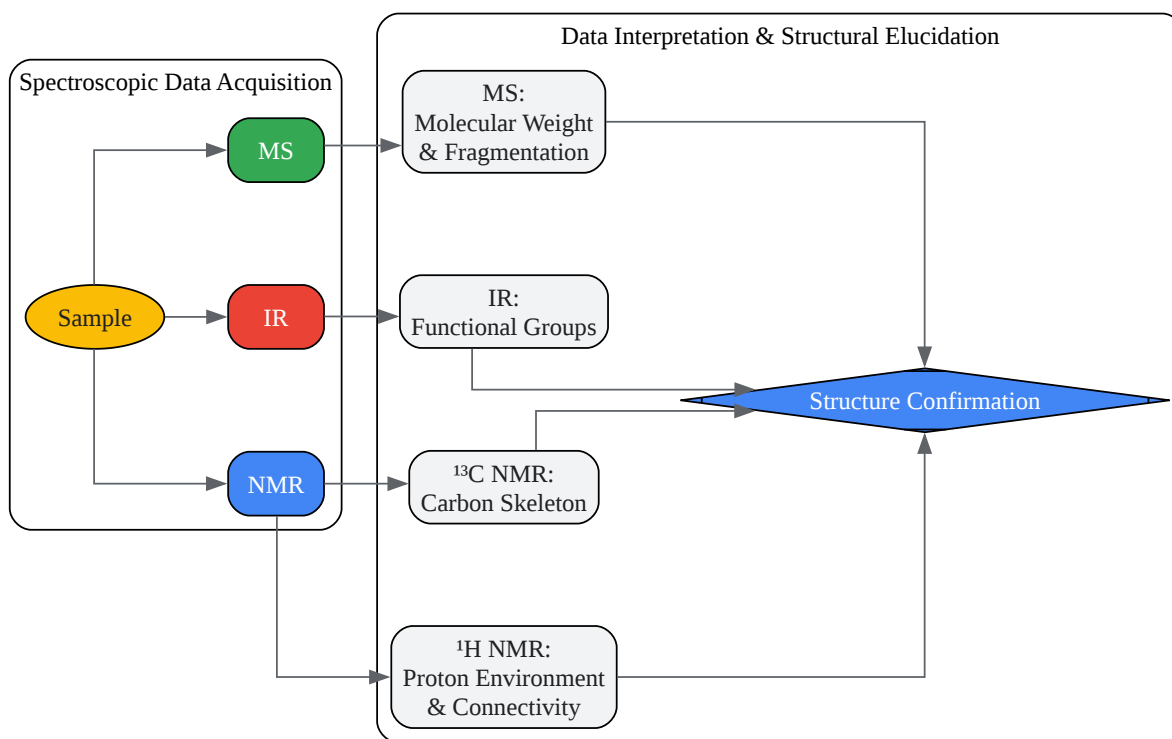 Data Interpretation & Structural Elucidation
Spectroscopic Data Acquisition
MS
MS:
Molecular Weight
& Fragmentation
Sample
IR
IR:
Functional Groups
Structure Confirmation
NMR
¹³C NMR:
Carbon Skeleton
¹H NMR:
Proton Environment
& Connectivity